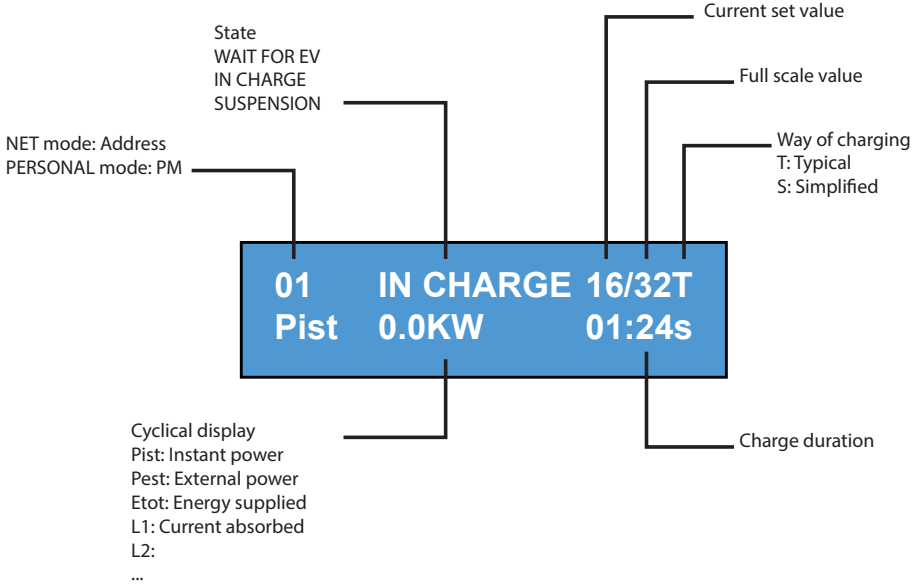 Current set value
State
WAIT FOR EV
IN CHARGE
SUSPENSION
Full scale value
NET mode: Address
PERSONAL mode: PM
Way of charging
T: Typical
S: Simplified
01 IN CHARGE 16/32T
Pist 0.0KW 01:24s
Cyclical display
Pist: Instant power
Pest: External power
Etot: Energy supplied
L1: Current absorbed
L2:
...
Charge duration